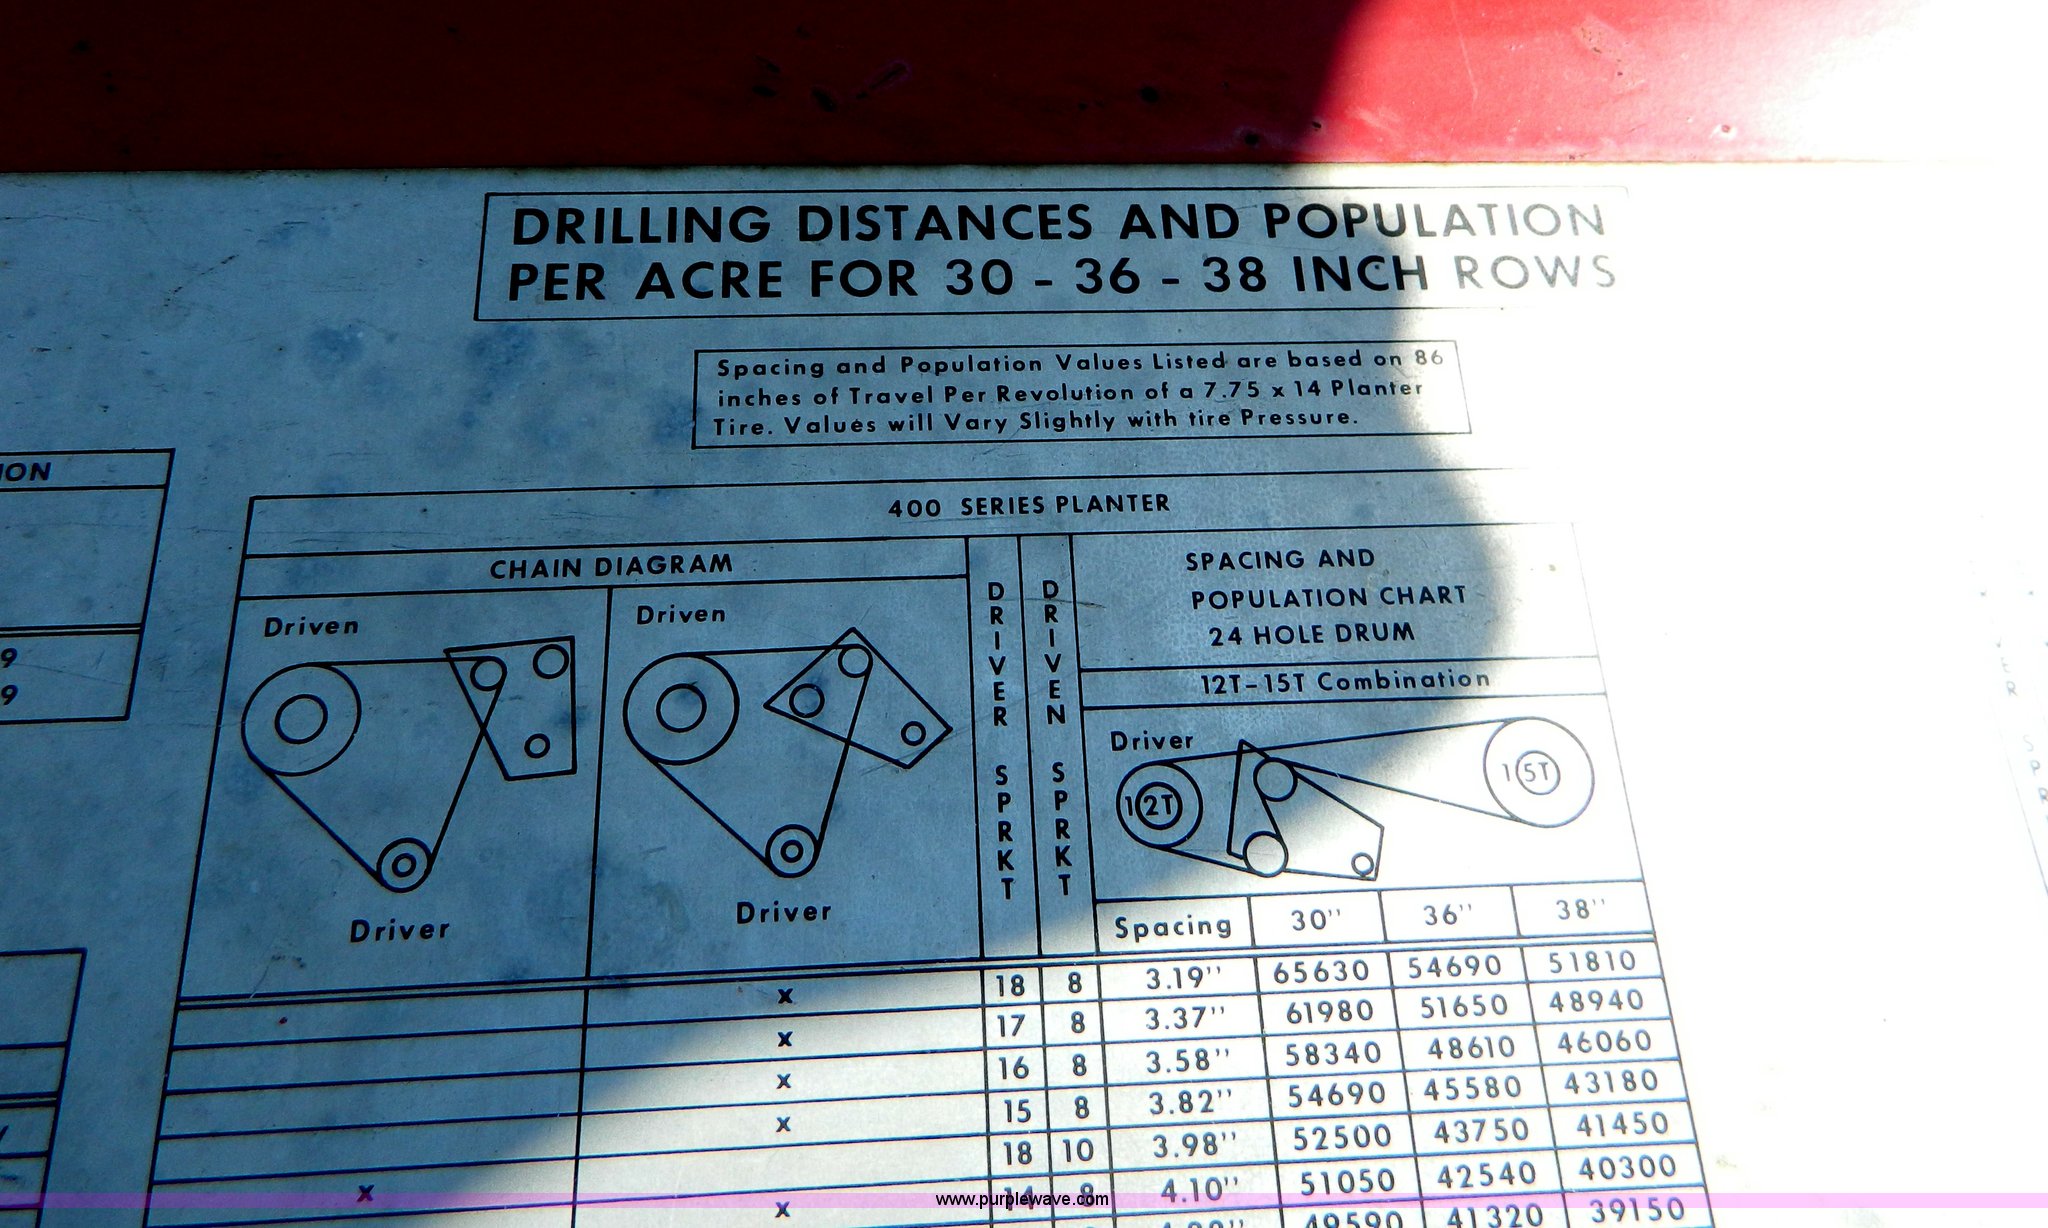 DRILLING DISTANCES AND POPULATION
PER ACRE FOR 30 - 36 - 38 INCH ROWS
Spacing and Population Values Listed are based on 86
inches of Travel Per Revolution of a 7.75 x 14 Planter
Tire. Values will Vary Slightly with tire Pressure.
ION
9
9
400 SERIES PLANTER
CHAIN DIAGRAM
Driven
Driver
Driven
Driver
DRIVER SPRKT
DRIVEN SPRKT
SPACING AND
POPULATION CHART
24 HOLE DRUM
12T-15T Combination
Driver
12T
15T
Spacing 30" 36" 38"
x 18 8 3.19" 65630 54690 51810
x 17 8 3.37" 61980 51650 48940
x 16 8 3.58" 58340 48610 46060
x 15 8 3.82" 54690 45580 43180
18 10 3.98" 52500 43750 41450
x x 14 8 4.10" 51050 42540 40300
49590 41320 39150
www.purplewave.com